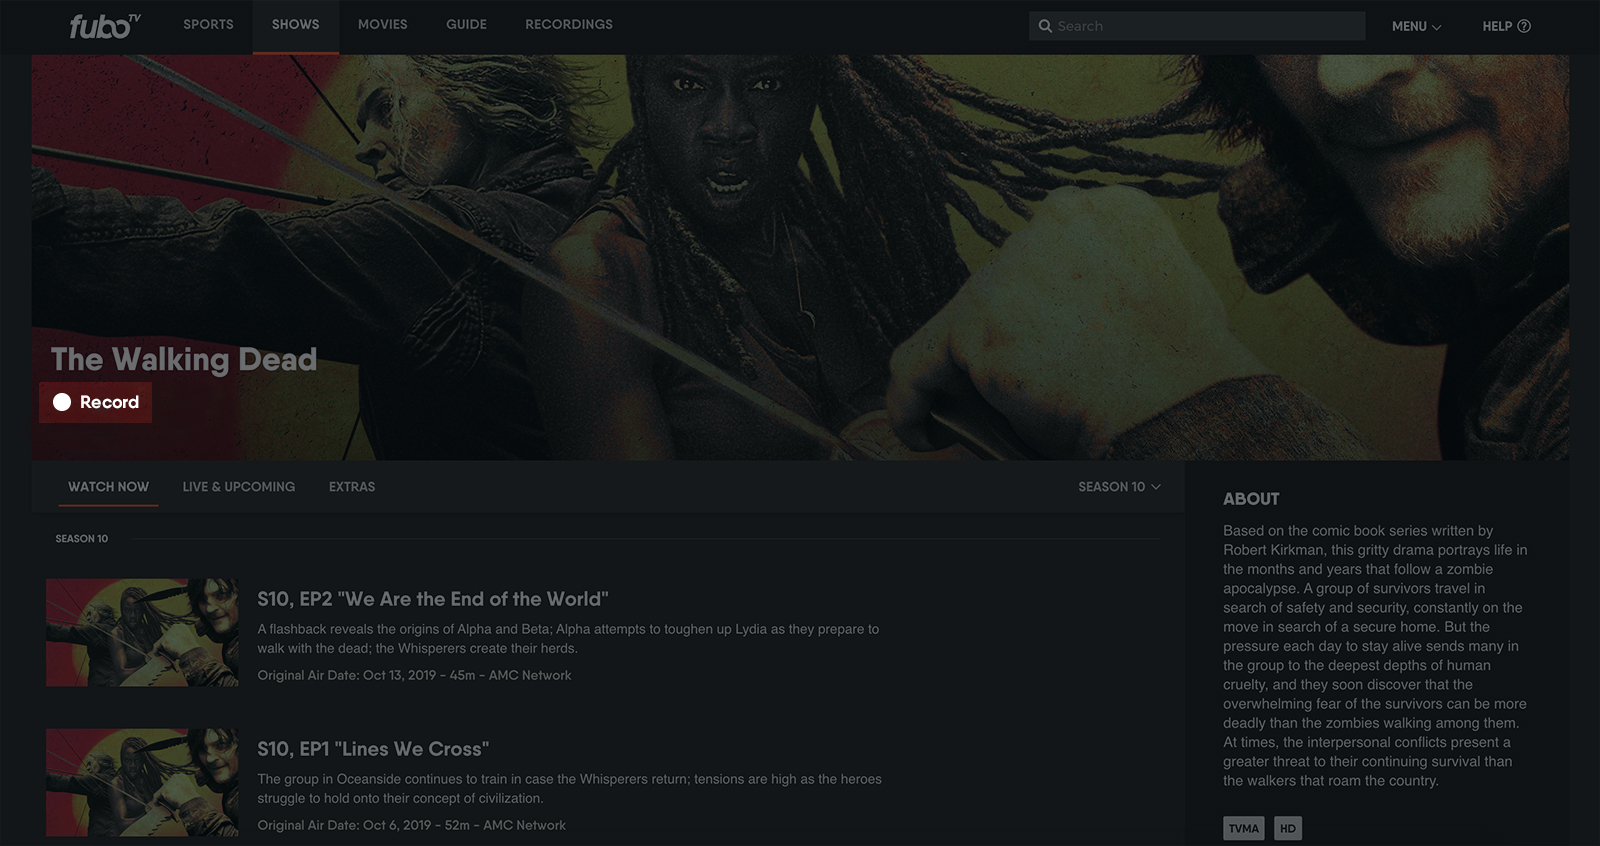 fubo TV
SPORTS
SHOWS
MOVIES
GUIDE
RECORDINGS
Search
MENU
HELP ?
The Walking Dead
Record
WATCH NOW
LIVE & UPCOMING
EXTRAS
SEASON 10
SEASON 10
S10, EP2 "We Are the End of the World"
A flashback reveals the origins of Alpha and Beta; Alpha attempts to toughen up Lydia as they prepare to
walk with the dead; the Whisperers create their herds.
Original Air Date: Oct 13, 2019 - 45m - AMC Network
S10, EP1 "Lines We Cross"
The group in Oceanside continues to train in case the Whisperers return; tensions are high as the heroes
struggle to hold onto their concept of civilization.
Original Air Date: Oct 6, 2019 - 52m - AMC Network
ABOUT
Based on the comic book series written by
Robert Kirkman, this gritty drama portrays life in
the months and years that follow a zombie
apocalypse. A group of survivors travel in
search of safety and security, constantly on the
move in search of a secure home. But the
pressure each day to stay alive sends many in
the group to the deepest depths of human
cruelty, and they soon discover that the
overwhelming fear of the survivors can be more
deadly than the zombies walking among them.
At times, the interpersonal conflicts present a
greater threat to their continuing survival than
the walkers that roam the country.
TVMA
HD